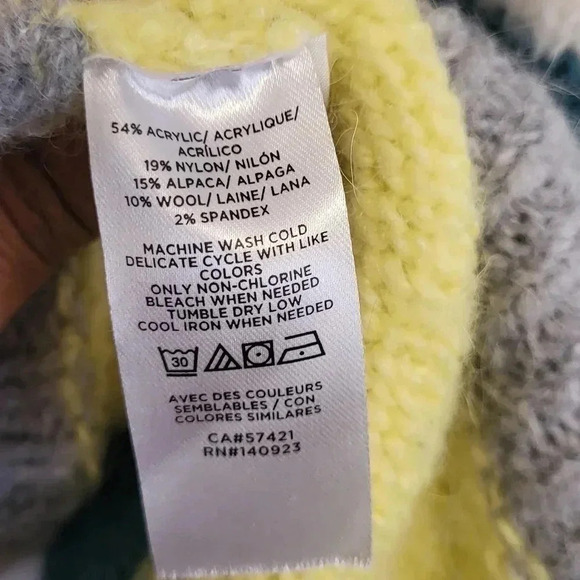 54% ACRYLIC/ ACRYLIQUE/
ACRÍLICO
19% NYLON/ NILÓN
15% ALPACA/ ALPAGA
10% WOOL/ LAINE/ LANA
2% SPANDEX
MACHINE WASH COLD
DELICATE CYCLE WITH LIKE
COLORS
ONLY NON-CHLORINE
BLEACH WHEN NEEDED
TUMBLE DRY LOW
COOL IRON WHEN NEEDED
30
AVEC DES COULEURS
SEMBLABLES / CON
COLORES SIMILARES
CA#57421
RN#140923